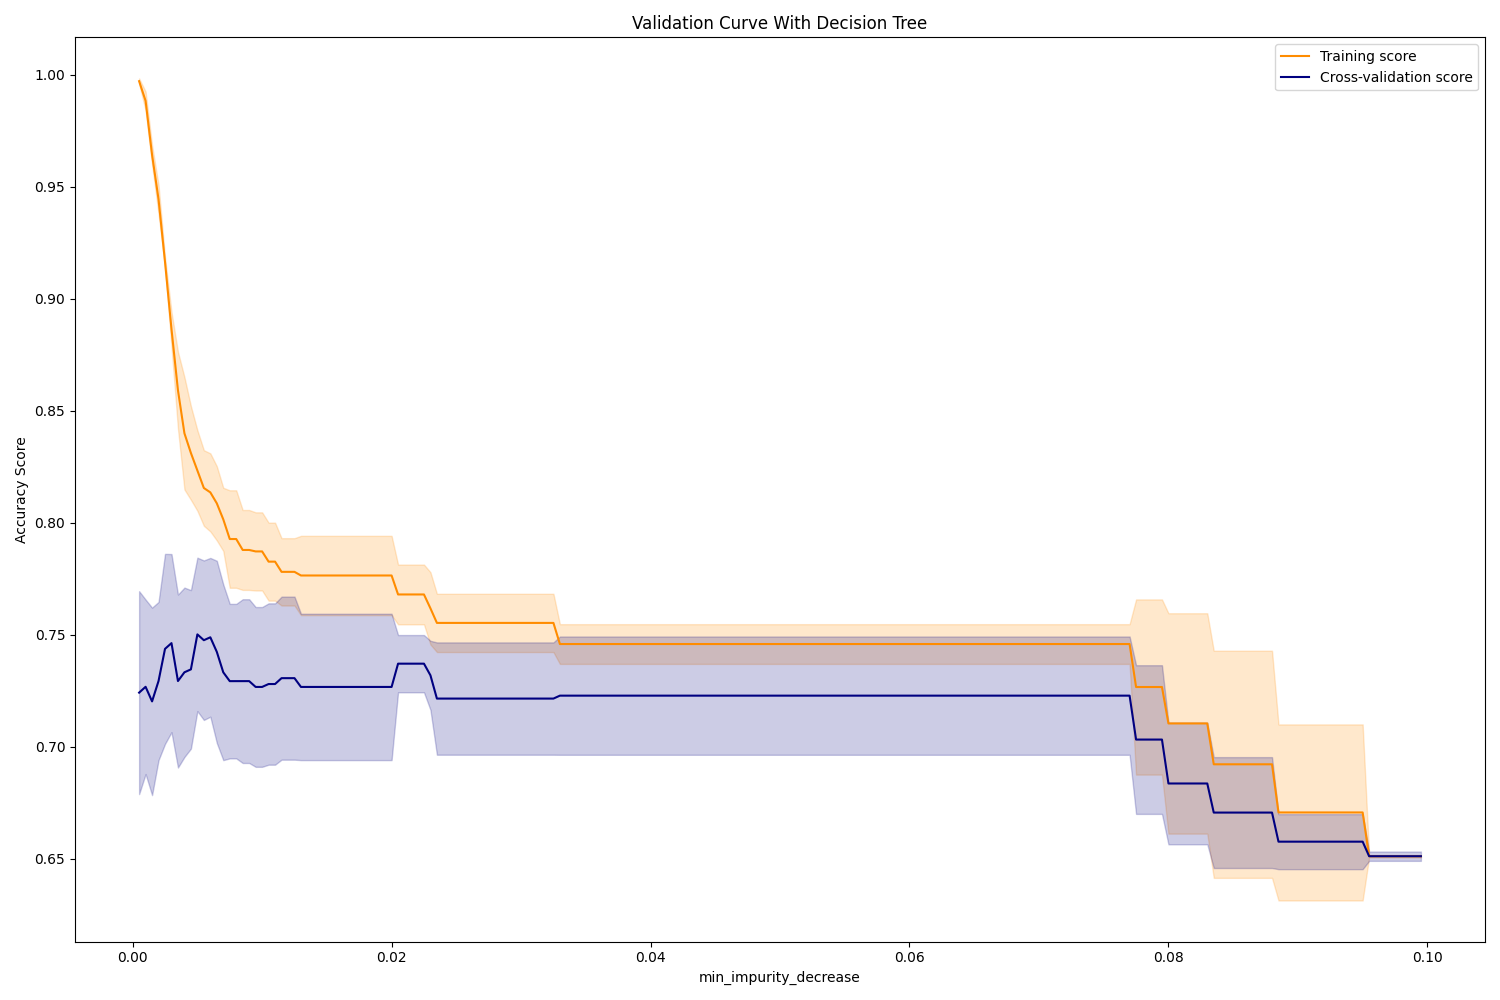 Validation Curve With Decision Tree
Training score
Cross-validation score
1.00
0.95
0.90
0.85
0.80
0.75
0.70
0.65
Accuracy Score
0.00
0.02
0.04
0.06
0.08
0.10
min_impurity_decrease